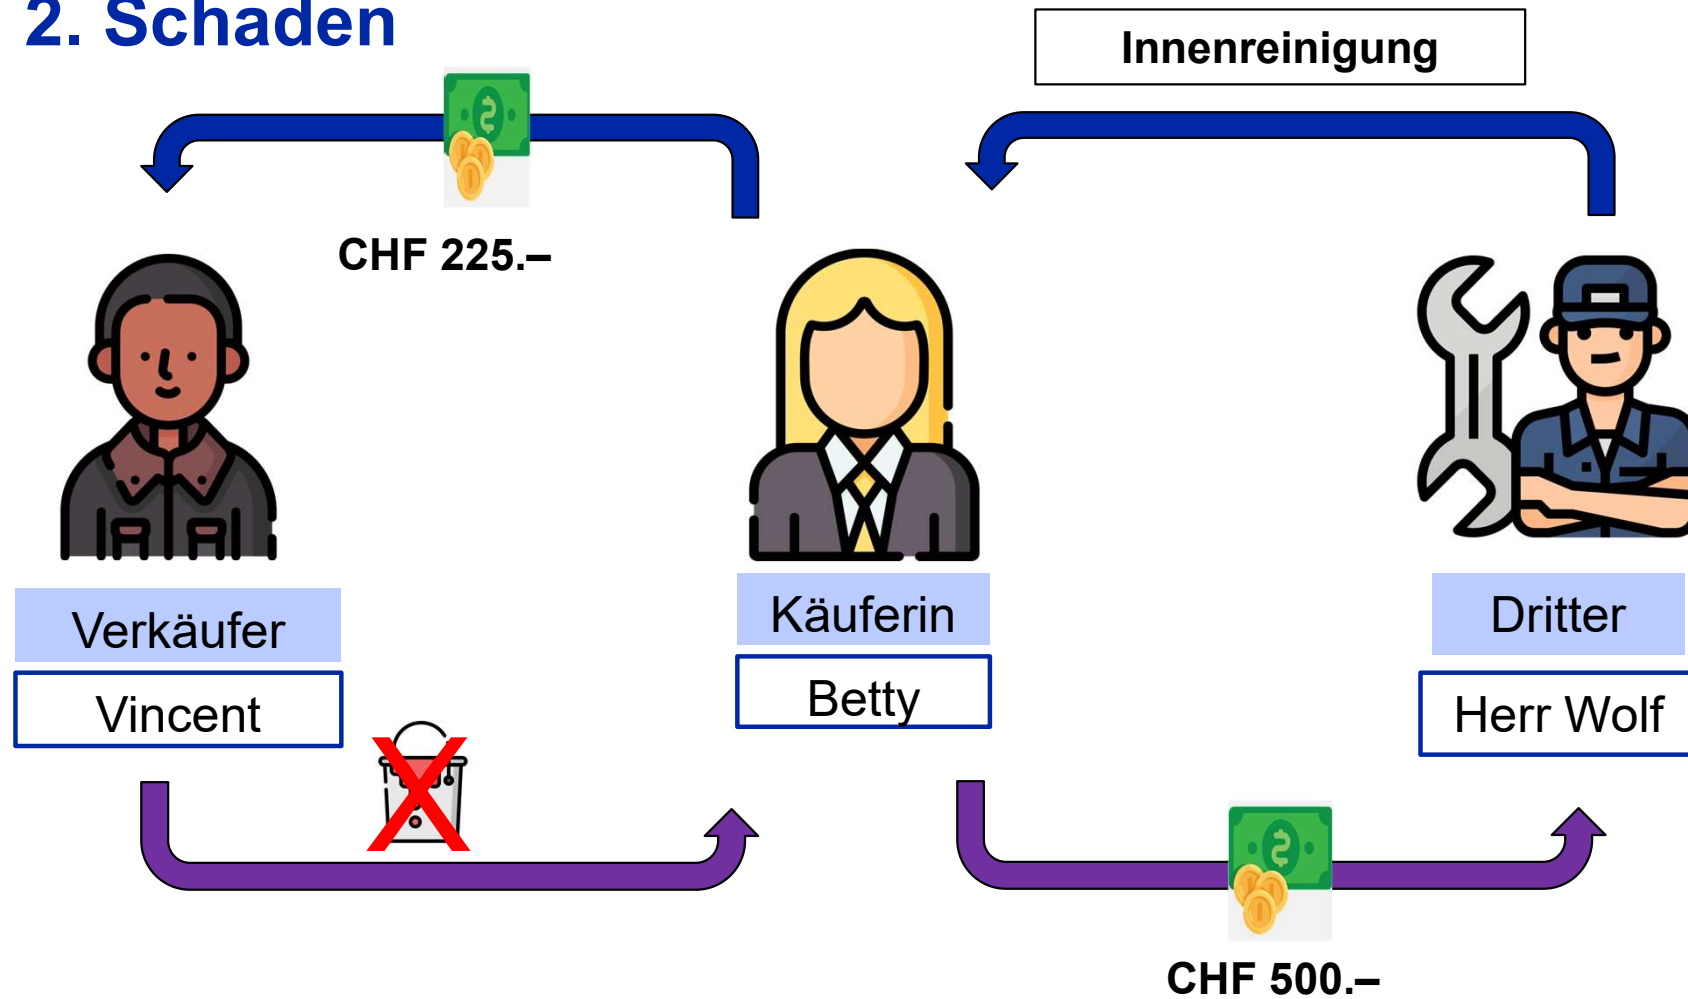 2. Schaden
Innenreinigung
CHF 225.–
Verkäufer
Vincent
Käuferin
Betty
Dritter
Herr Wolf
X
CHF 500.–